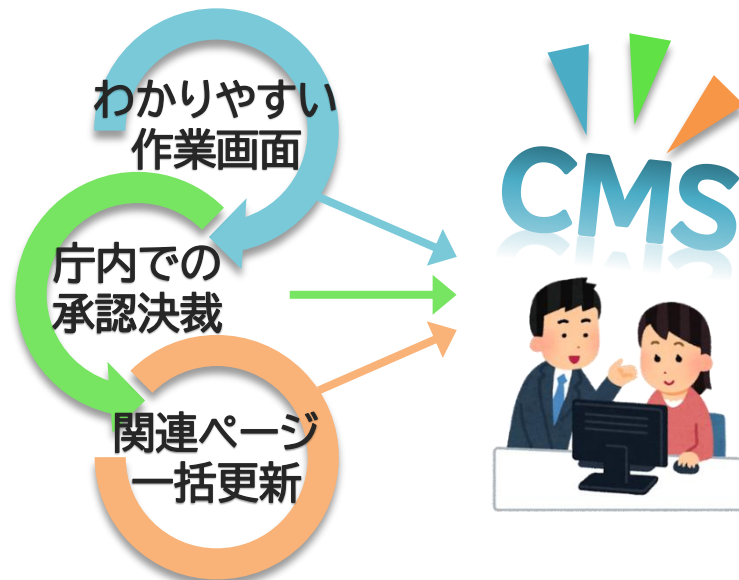 わかりやすい
作業画面
庁内での
承認決裁
関連ページ
一括更新
CMS